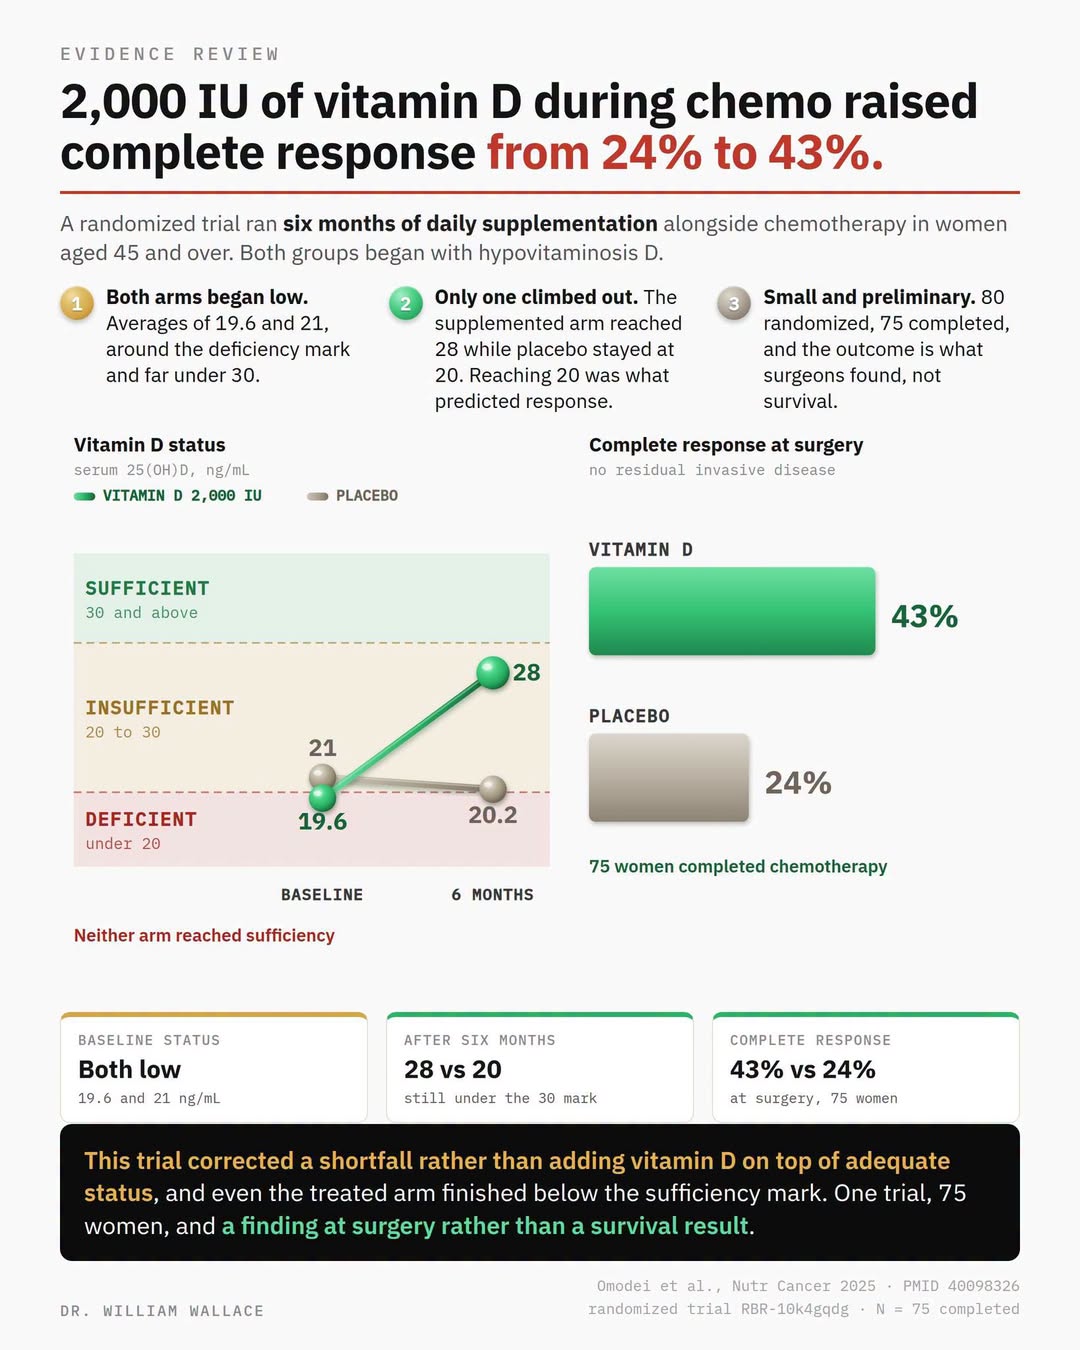 EVIDENCE REVIEW
2,000 IU of vitamin D during chemo raised
complete response from 24% to 43%.
A randomized trial ran six months of daily supplementation alongside chemotherapy in women
aged 45 and over. Both groups began with hypovitaminosis D.
1
Both arms began low.
Averages of 19.6 and 21,
around the deficiency mark
and far under 30.
2
Only one climbed out. The
supplemented arm reached
28 while placebo stayed at
20. Reaching 20 was what
predicted response.
3
Small and preliminary. 80
randomized, 75 completed,
and the outcome is what
surgeons found, not
survival.
Vitamin D status
serum 25(OH)D, ng/mL
VITAMIN D 2,000 IU
PLACEBO
SUFFICIENT
30 and above
INSUFFICIENT
20 to 30
DEFICIENT
under 20
28
21
19.6
20.2
BASELINE
6 MONTHS
Neither arm reached sufficiency
Complete response at surgery
no residual invasive disease
VITAMIN D
43%
PLACEBO
24%
75 women completed chemotherapy
BASELINE STATUS
Both low
19.6 and 21 ng/mL
AFTER SIX MONTHS
28 vs 20
still under the 30 mark
COMPLETE RESPONSE
43% vs 24%
at surgery, 75 women
This trial corrected a shortfall rather than adding vitamin D on top of adequate
status, and even the treated arm finished below the sufficiency mark. One trial, 75
women, and a finding at surgery rather than a survival result.
DR. WILLIAM WALLACE
Omodei et al., Nutr Cancer 2025 · PMID 40098326
randomized trial RBR-10k4gqdg · N = 75 completed